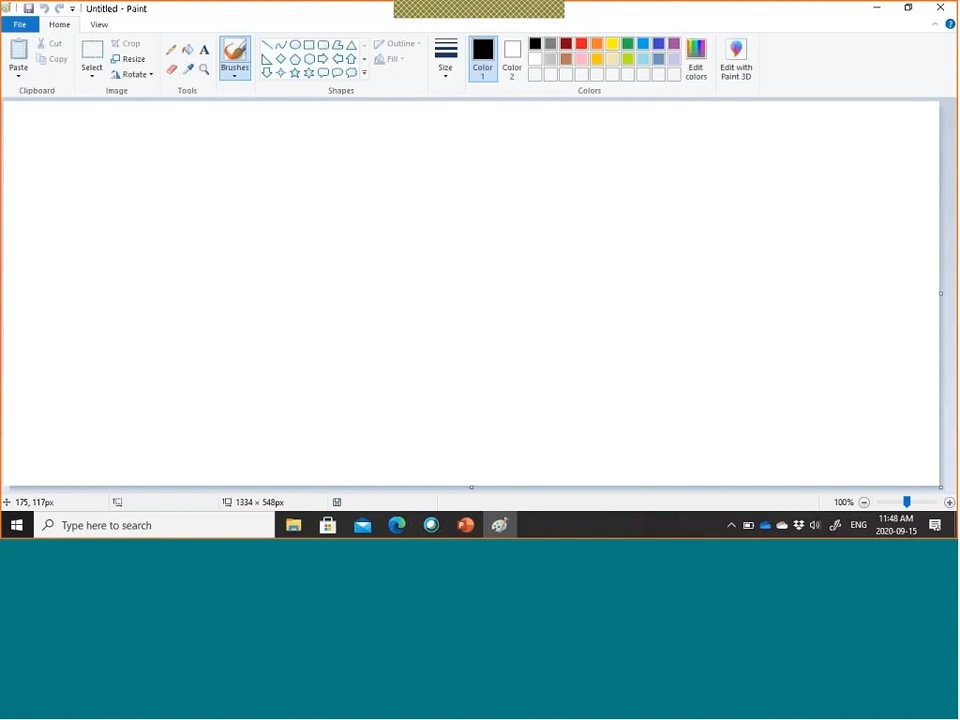 Untitled - Paint
File Home View
Paste Cut Copy Clipboard
Select Crop Resize Rotate Image
Tools
Brushes
Outline Fill Shapes
Size
Color 1 Color 2 Edit colors Colors
Edit with Paint 3D
175, 117px 1334 × 548px 100%
Type here to search ENG 11:48 AM
2020-09-15